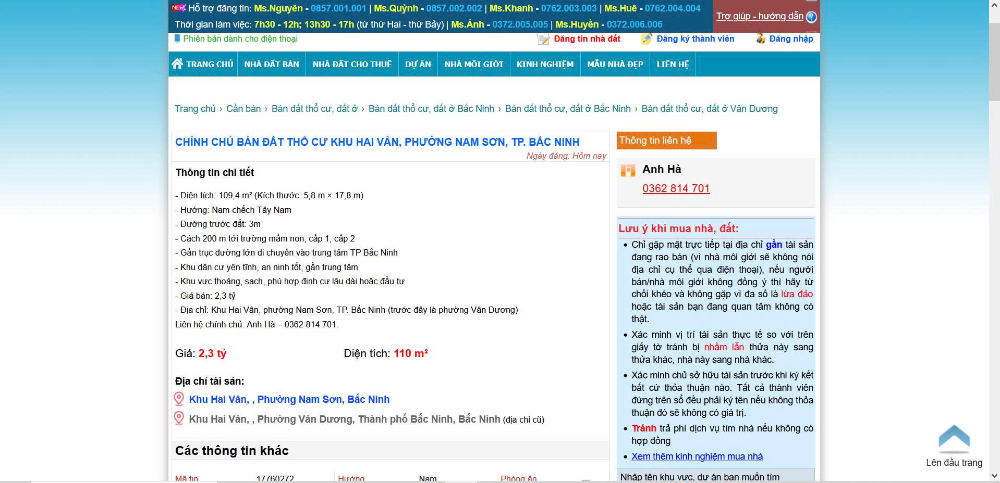 NEW Hỗ trợ đăng tin: Ms.Nguyên - 0857.001.001 | Ms.Quỳnh - 0857.002.002 | Ms.Khanh - 0762.003.003 | Ms.Huê - 0762.004.004
Thời gian làm việc: 7h30 - 12h; 13h30 - 17h (từ thứ Hai - thứ Bảy) | Ms.Ánh - 0372.005.005 | Ms.Huyền - 0372.006.006
Trợ giúp - hướng dẫn
Phiên bản dành cho điện thoại
Đăng tin nhà đất
Đăng ký thành viên
Đăng nhập
TRANG CHỦ
NHÀ ĐẤT BÁN
NHÀ ĐẤT CHO THUÊ
DỰ ÁN
NHÀ MÔI GIỚI
KINH NGHIỆM
MẪU NHÀ ĐẸP
LIÊN HỆ
Trang chủ › Cần bán › Bán đất thổ cư, đất ở › Bán đất thổ cư, đất ở Bắc Ninh › Bán đất thổ cư, đất ở Bắc Ninh › Bán đất thổ cư, đất ở Vân Dương
CHÍNH CHỦ BÁN ĐẤT THỔ CƯ KHU HAI VÂN, PHƯỜNG NAM SƠN, TP. BẮC NINH
Ngày đăng: Hôm nay
Thông tin chi tiết
- Diện tích: 109,4 m² (Kích thước: 5,8 m × 17,8 m)
- Hướng: Nam chếch Tây Nam
- Đường trước đất: 3m
- Cách 200 m tới trường mầm non, cấp 1, cấp 2
- Gần trục đường lớn di chuyển vào trung tâm TP Bắc Ninh
- Khu dân cư yên tĩnh, an ninh tốt, gần trung tâm
- Khu vực thoáng, sạch, phù hợp định cư lâu dài hoặc đầu tư
- Giá bán: 2,3 tỷ
- Địa chỉ: Khu Hai Vân, phường Nam Sơn, TP. Bắc Ninh (trước đây là phường Vân Dương)
Liên hệ chính chủ: Anh Hà – 0362 814 701.
Giá: 2,3 tỷ
Diện tích: 110 m²
Địa chỉ tài sản:
Khu Hai Vân, , Phường Nam Sơn, Bắc Ninh
Khu Hai Vân, , Phường Vân Dương, Thành phố Bắc Ninh, Bắc Ninh (địa chỉ cũ)
Các thông tin khác
Mã tin 17760272 Hướng Nam Phòng ăn ---
Thông tin liên hệ
Anh Hà
0362 814 701
Lưu ý khi mua nhà, đất:
• Chỉ gặp mặt trực tiếp tại địa chỉ gần tài sản
đang rao bán (vì nhà môi giới sẽ không nói
địa chỉ cụ thể qua điện thoại), nếu người
bán/nhà môi giới không đồng ý thì hãy từ
chối khéo và không gặp vì đa số là lừa đảo
hoặc tài sản bạn đang quan tâm không có
thật.
• Xác minh vị trí tài sản thực tế so với trên
giấy tờ tránh bị nhầm lẫn thửa này sang
thửa khác, nhà này sang nhà khác.
• Xác minh chủ sở hữu tài sản trước khi ký kết
bất cứ thỏa thuận nào. Tất cả thành viên
đứng trên sổ đều phải ký tên nếu không thỏa
thuận đó sẽ không có giá trị.
• Tránh trả phí dịch vụ tìm nhà nếu không có
hợp đồng
• Xem thêm kinh nghiệm mua nhà
Nhập tên khu vực, dự án bạn muốn tìm
Lên đầu trang